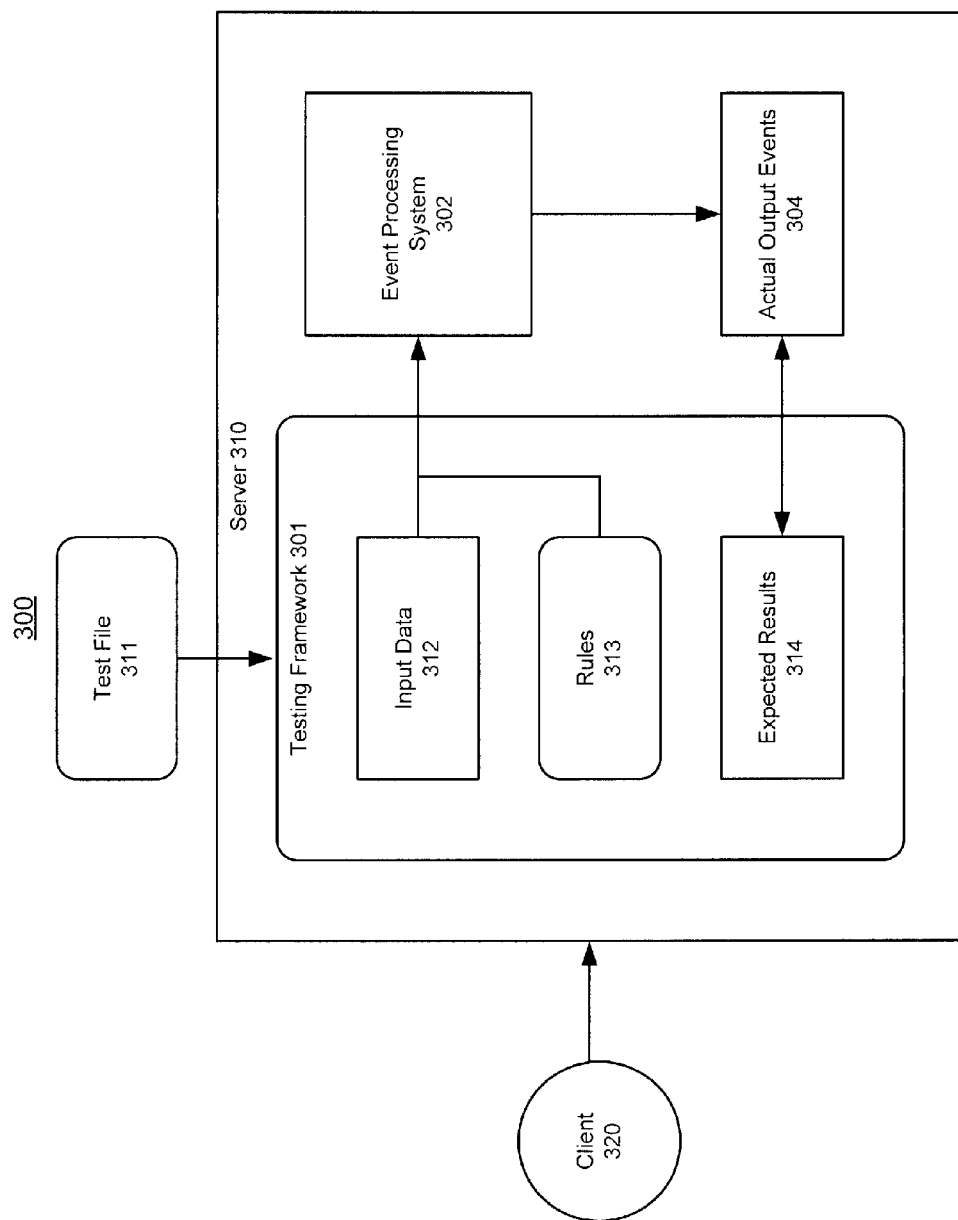 300
Test File
311
Server 310
Testing Framework 301
Input Data
312
Rules
313
Expected Results
314
Event Processing
System
302
Actual Output Events
304
Client
320